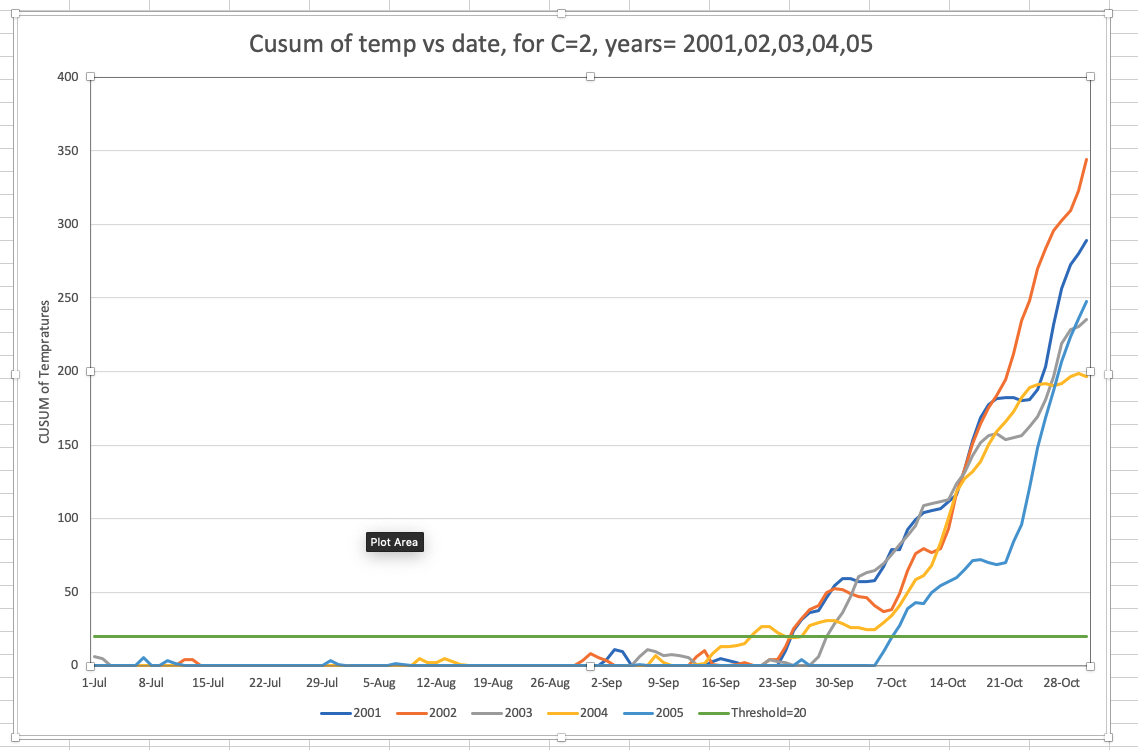 Cusum of temp vs date, for C=2, years= 2001,02,03,04,05
400
350
300
250
200
150
100
50
0
CUSUM of Tempratures
Plot Area
1-Jul 8-Jul 15-Jul 22-Jul 29-Jul 5-Aug 12-Aug 19-Aug 26-Aug 2-Sep 9-Sep 16-Sep 23-Sep 30-Sep 7-Oct 14-Oct 21-Oct 28-Oct
2001 2002 2003 2004 2005 Threshold=20